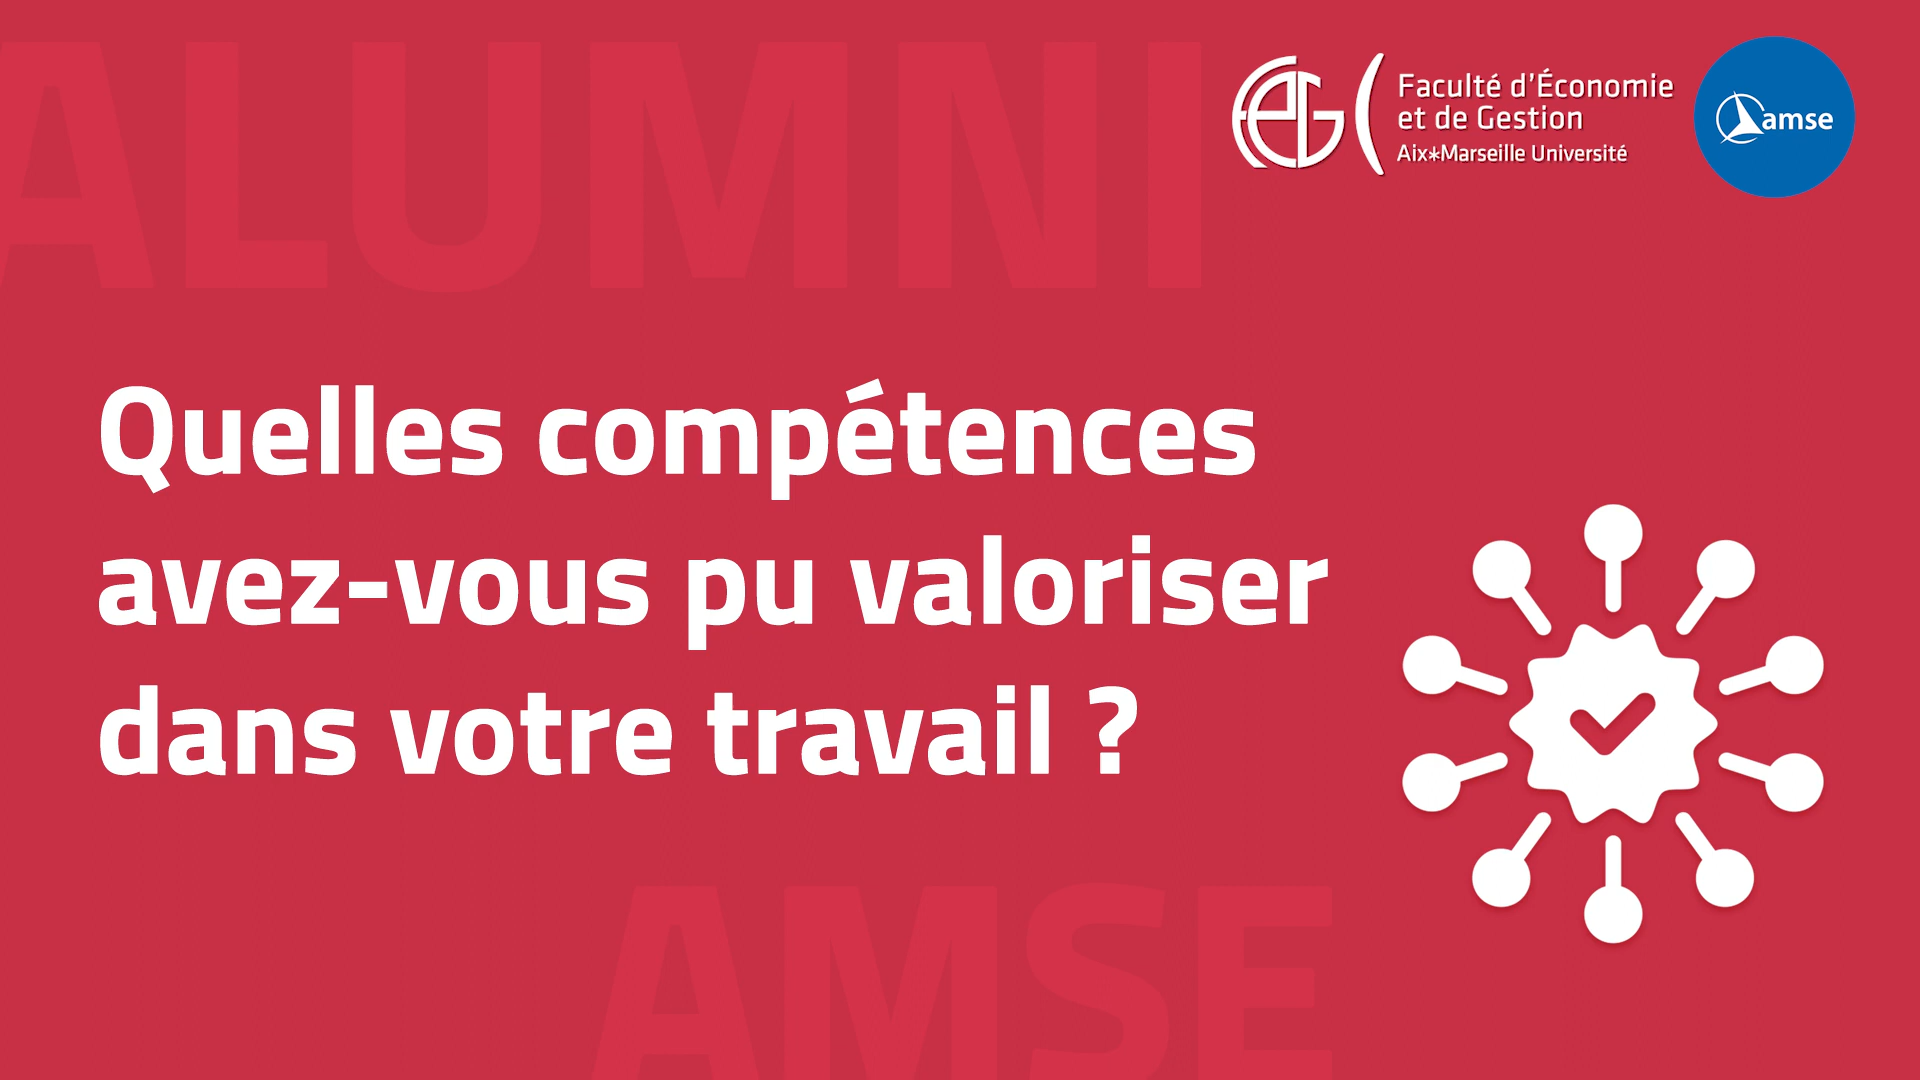 ALUMNI
Faculté d'Économie
et de Gestion
Aix*Marseille Université
amse
Quelles compétences
avez-vous pu valoriser
dans votre travail ?
AMSE